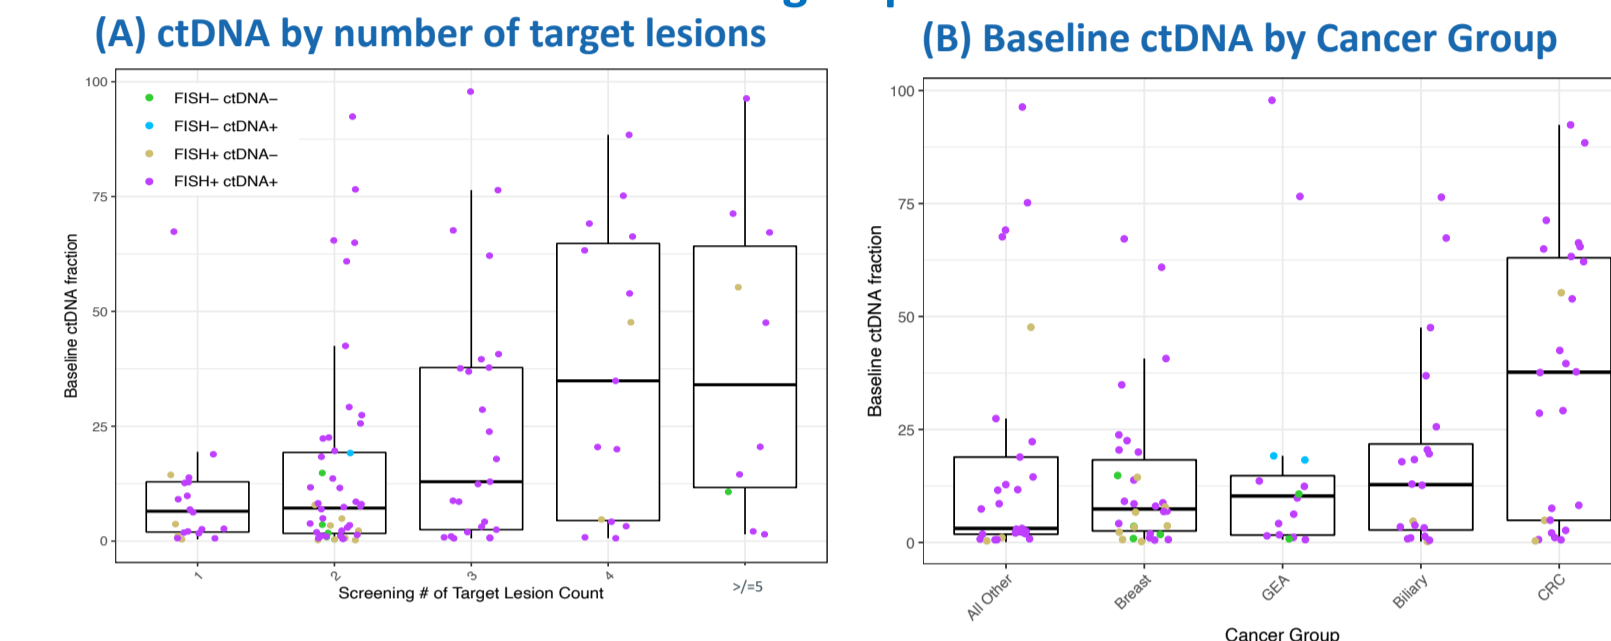 (A) ctDNA by number of target lesions
100
75
50
25
0
Baseline ctDNA fraction
FISH− ctDNA−
FISH− ctDNA+
FISH+ ctDNA−
FISH+ ctDNA+
1
2
3
4
>/=5
Screening # of Target Lesion Count
(B) Baseline ctDNA by Cancer Group
100
75
50
25
0
Baseline ctDNA fraction
All Other
Breast
GEA
Biliary
CRC
Cancer Group